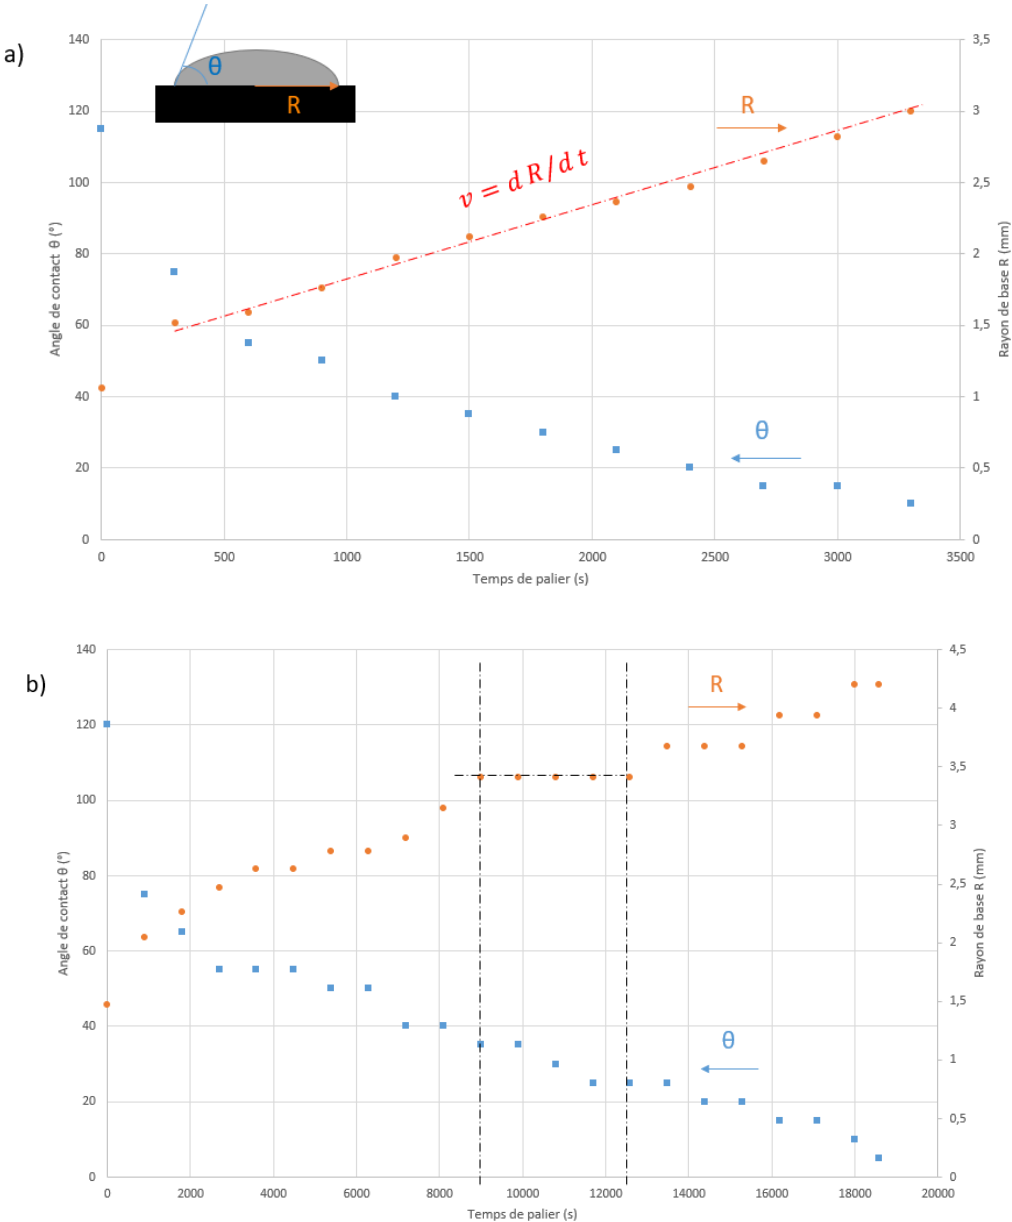 a)
θ
R
R
v = d R/d t
θ
140
120
100
80
60
40
20
0
3,5
3
2,5
2
1,5
1
0,5
0
0 500 1000 1500 2000 2500 3000 3500
Angle de contact θ (°)
Rayon de base R (mm)
Temps de palier (s)
b)
R
θ
140
120
100
80
60
40
20
0
4,5
4
3,5
3
2,5
2
1,5
1
0,5
0
0 2000 4000 6000 8000 10000 12000 14000 16000 18000 20000
Angle de contact θ (°)
Rayon de base R (mm)
Temps de palier (s)